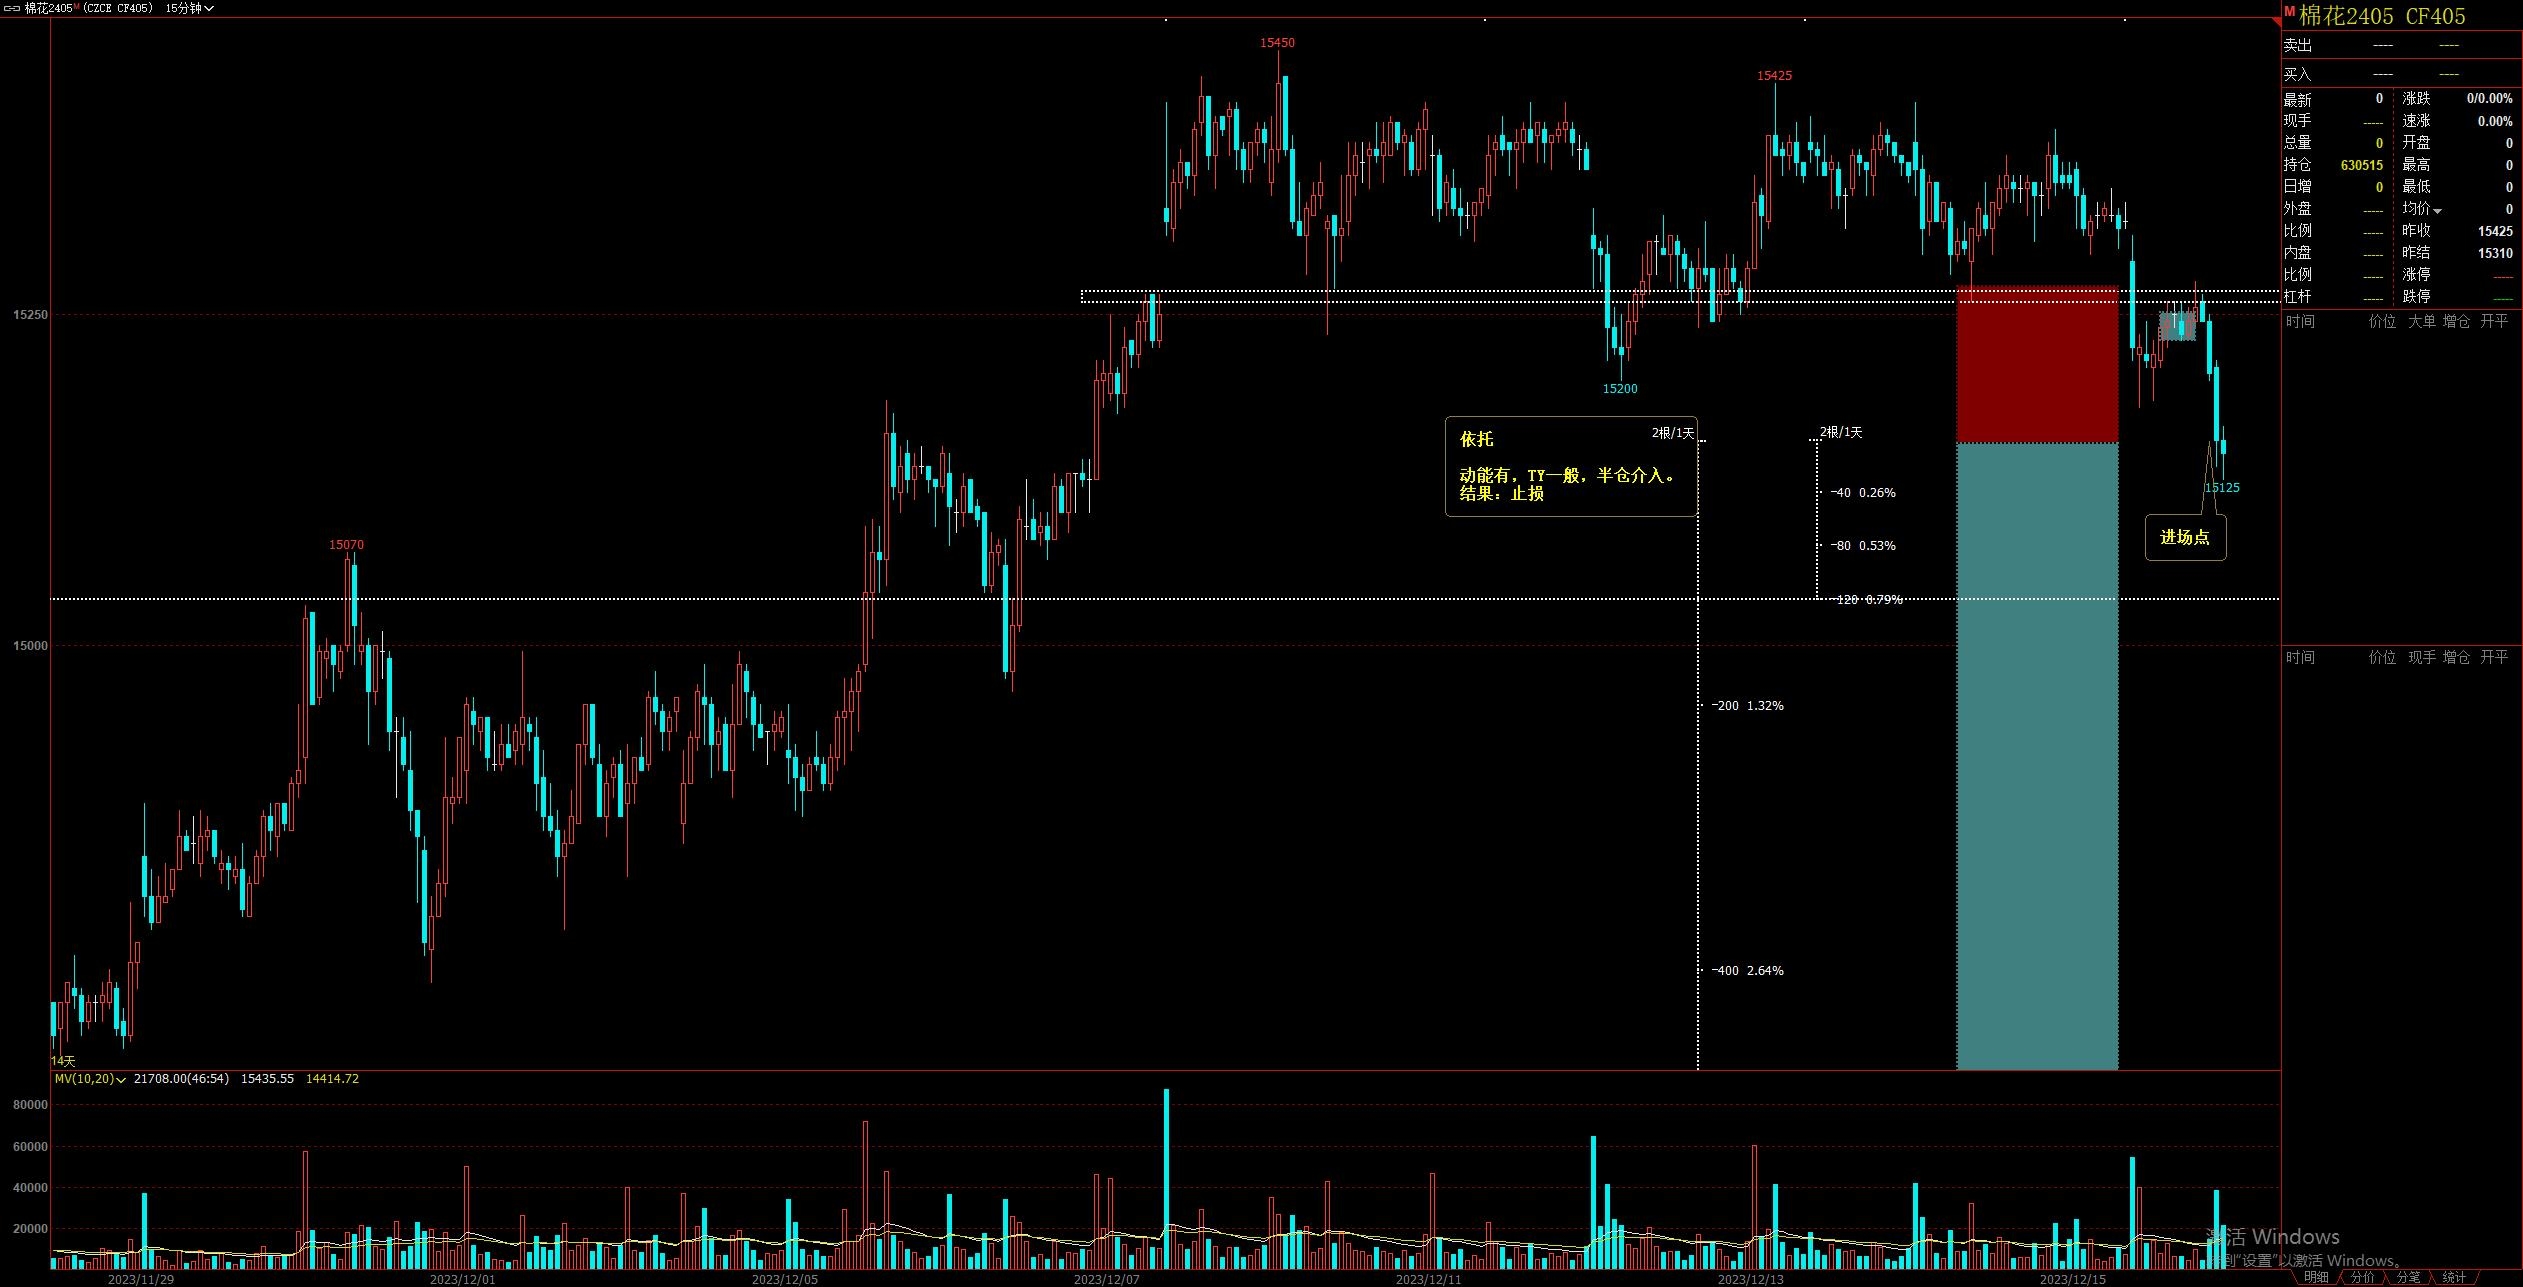 棉花2405M (CZCE CF405) 15分钟
M 棉花2405 CF405
卖出 ---- ----
买入 ---- ----
最新 0 涨跌 0/0.00%
现手 ----- 速涨 0.00%
总量 0 开盘 0
持仓 630515 最高 0
日增 0 最低 0
外盘 ----- 均价 0
比例 ----- 昨收 15425
内盘 ----- 昨结 15310
比例 ----- 涨停 -----
杠杆 ----- 跌停 -----
时间 价位 大单 增仓 开平
时间 价位 现手 增仓 开平
15450
15425
15250
15200
依托
动能有，TY一般，半仓介入。
结果：止损
2根/1天
2根/1天
-40 0.26%
-80 0.53%
-120 0.79%
-200 1.32%
-400 2.64%
15125
进场点
15070
15000
14天
MV(10,20) 21708.00(46:54) 15435.55 14414.72
80000
60000
40000
20000
2023/11/29
2023/12/01
2023/12/05
2023/12/07
2023/12/11
2023/12/13
2023/12/15
激活 Windows
转到"设置"以激活 Windows。
明细 分价 分笔 统计